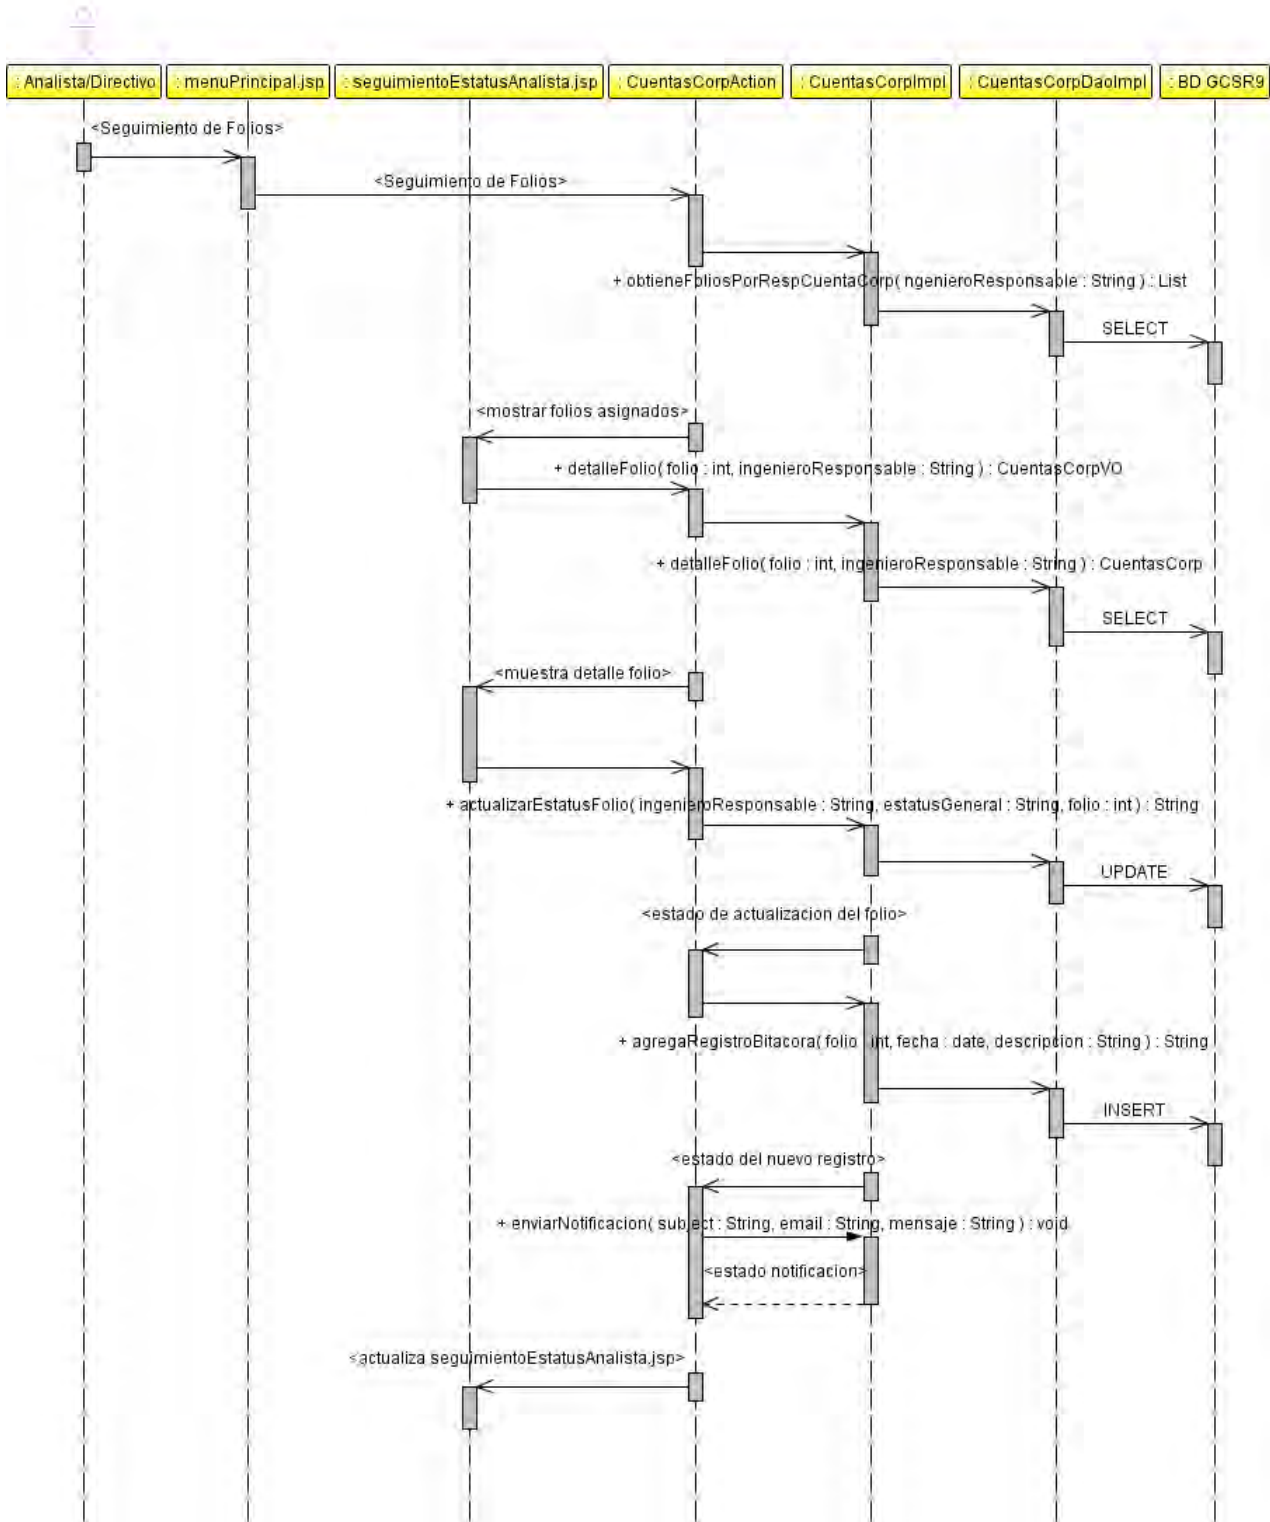 : Analista/Directivo
: menuPrincipal.jsp
: seguimientoEstatusAnalista.jsp
: CuentasCorpAction
: CuentasCorpImpl
: CuentasCorpDaoImpl
: BD GCSR9
<Seguimiento de Folios>
<Seguimiento de Folios>
+ obtieneFoliosPorRespCuentaCorp( ngenieroResponsable : String ) : List
SELECT
<mostrar folios asignados>
+ detalleFolio( folio : int, ingenieroResponsable : String ) : CuentasCorpVO
+ detalleFolio( folio : int, ingenieroResponsable : String ) : CuentasCorp
SELECT
<muestra detalle folio>
+ actualizarEstatusFolio( ingenieroResponsable : String, estatusGeneral : String, folio : int ) : String
UPDATE
<estado de actualizacion del folio>
+ agregaRegistroBitacora( folio : int, fecha : date, descripcion : String ) : String
INSERT
<estado del nuevo registro>
+ enviarNotificacion( subject : String, email : String, mensaje : String ) : void
<estado notificacion>
<actualiza seguimientoEstatusAnalista.jsp>